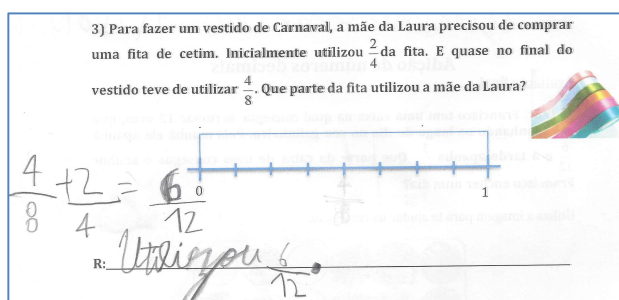 3) Para fazer um vestido de Carnaval, a mãe da Laura precisou de comprar
uma fita de cetim. Inicialmente utilizou 2/4 da fita. E quase no final do
vestido teve de utilizar 4/8. Que parte da fita utilizou a mãe da Laura?
4/8 + 2/4 = 6/12
0 1
R: Utilizou 6/12.